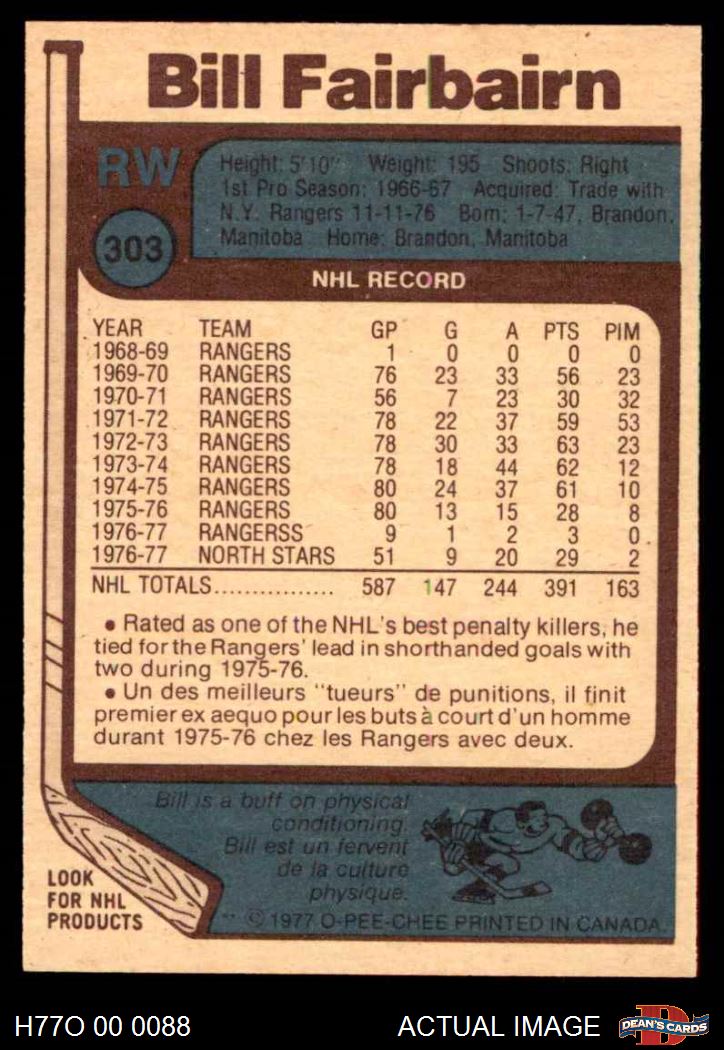 Bill Fairbairn
RW
Height: 5'10" Weight: 195 Shoots: Right
1st Pro Season: 1966-67 Acquired: Trade with
N.Y. Rangers 11-11-76 Born: 1-7-47, Brandon,
Manitoba Home: Brandon, Manitoba
303
NHL RECORD
YEAR TEAM GP G A PTS PIM
1968-69 RANGERS 1 0 0 0 0
1969-70 RANGERS 76 23 33 56 23
1970-71 RANGERS 56 7 23 30 32
1971-72 RANGERS 78 22 37 59 53
1972-73 RANGERS 78 30 33 63 23
1973-74 RANGERS 78 18 44 62 12
1974-75 RANGERS 80 24 37 61 10
1975-76 RANGERS 80 13 15 28 8
1976-77 RANGERSS 9 1 2 3 0
1976-77 NORTH STARS 51 9 20 29 2
NHL TOTALS................ 587 147 244 391 163
• Rated as one of the NHL's best penalty killers, he
tied for the Rangers' lead in shorthanded goals with
two during 1975-76.
• Un des meilleurs "tueurs" de punitions, il finit
premier ex aequo pour les buts à court d'un homme
durant 1975-76 chez les Rangers avec deux.
Bill is a buff on physical
conditioning.
Bill est un fervent
de la culture
physique.
LOOK
FOR NHL
PRODUCTS
** © 1977 O-PEE-CHEE PRINTED IN CANADA
H77O 00 0088
ACTUAL IMAGE
D
DEAN'S CARDS